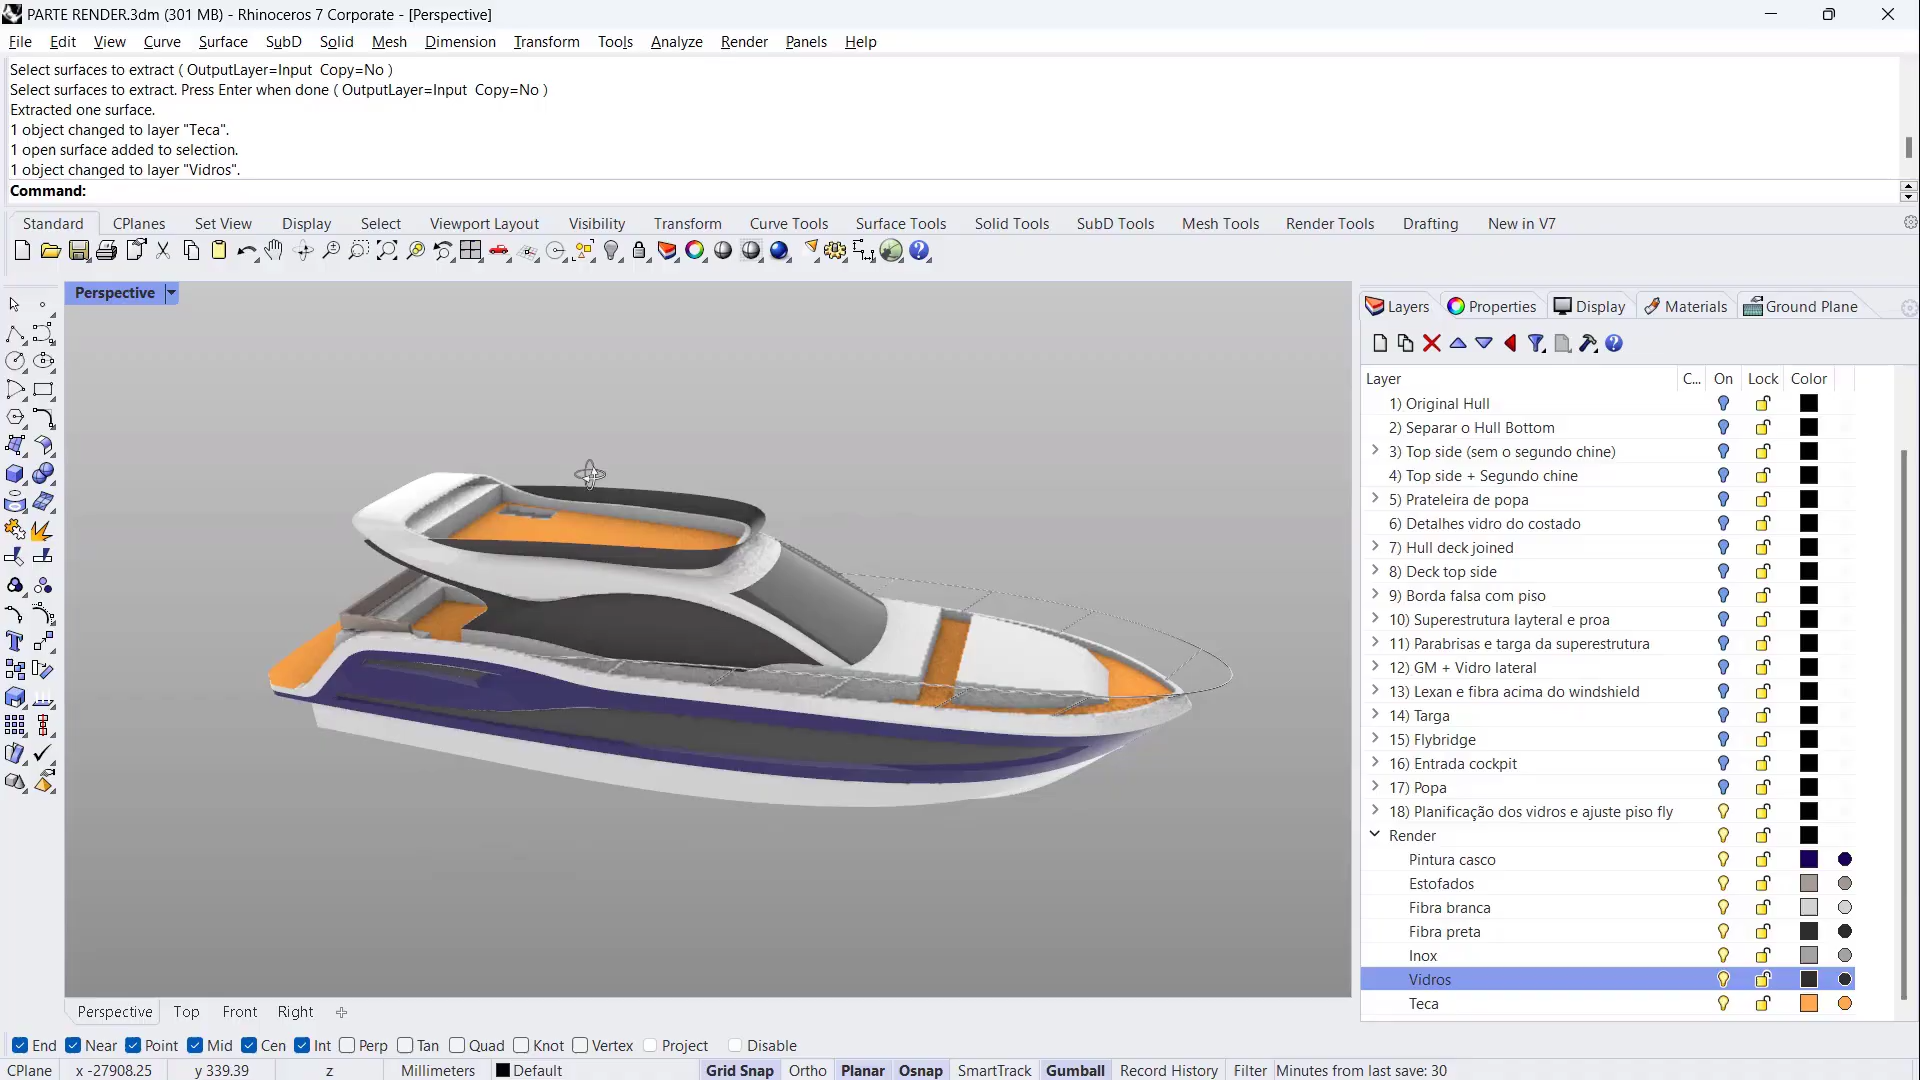 PARTE RENDER.3dm (301 MB) - Rhinoceros 7 Corporate - [Perspective]
File Edit View Curve Surface SubD Solid Mesh Dimension Transform Tools Analyze Render Panels Help
Select surfaces to extract ( OutputLayer=Input Copy=No )
Select surfaces to extract. Press Enter when done ( OutputLayer=Input Copy=No )
Extracted one surface.
1 object changed to layer "Teca".
1 open surface added to selection.
1 object changed to layer "Vidros".
Command:
Standard CPlanes Set View Display Select Viewport Layout Visibility Transform Curve Tools Surface Tools Solid Tools SubD Tools Mesh Tools Render Tools Drafting New in V7
Perspective
Layers Properties Display Materials Ground Plane
Layer C... On Lock Color
1) Original Hull
2) Separar o Hull Bottom
3) Top side (sem o segundo chine)
4) Top side + Segundo chine
5) Prateleira de popa
6) Detalhes vidro do costado
7) Hull deck joined
8) Deck top side
9) Borda falsa com piso
10) Superestrutura layteral e proa
11) Parabrisas e targa da superestrutura
12) GM + Vidro lateral
13) Lexan e fibra acima do windshield
14) Targa
15) Flybridge
16) Entrada cockpit
17) Popa
18) Planificação dos vidros e ajuste piso fly
Render
Pintura casco
Estofados
Fibra branca
Fibra preta
Inox
Vidros
Teca
Perspective Top Front Right
End Near Point Mid Cen Int Perp Tan Quad Knot Vertex Project Disable
CPlane x -27908.25 y 339.39 z Millimeters Default Grid Snap Ortho Planar Osnap SmartTrack Gumball Record History Filter Minutes from last save: 30